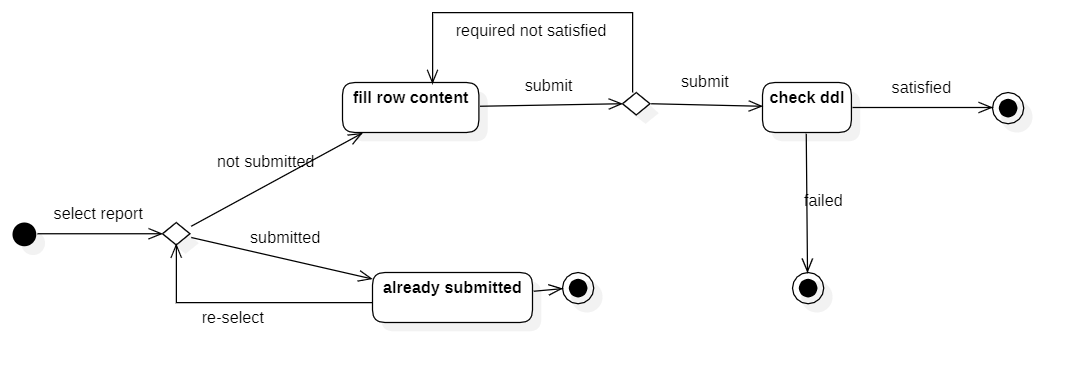 required not satisfied
submit
submit
satisfied
fill row content
check ddl
not submitted
failed
select report
submitted
already submitted
re-select